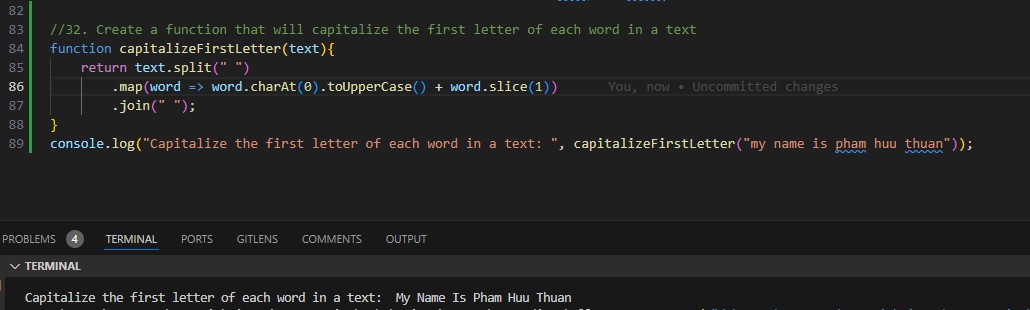 82
83 //32. Create a function that will capitalize the first letter of each word in a text
84 function capitalizeFirstLetter(text){
85 return text.split(" ")
86 .map(word => word.charAt(0).toUpperCase() + word.slice(1)) You, now • Uncommitted changes
87 .join(" ");
88 }
89 console.log("Capitalize the first letter of each word in a text: ", capitalizeFirstLetter("my name is pham huu thuan"));
PROBLEMS 4 TERMINAL PORTS GITLENS COMMENTS OUTPUT
TERMINAL
Capitalize the first letter of each word in a text:  My Name Is Pham Huu Thuan